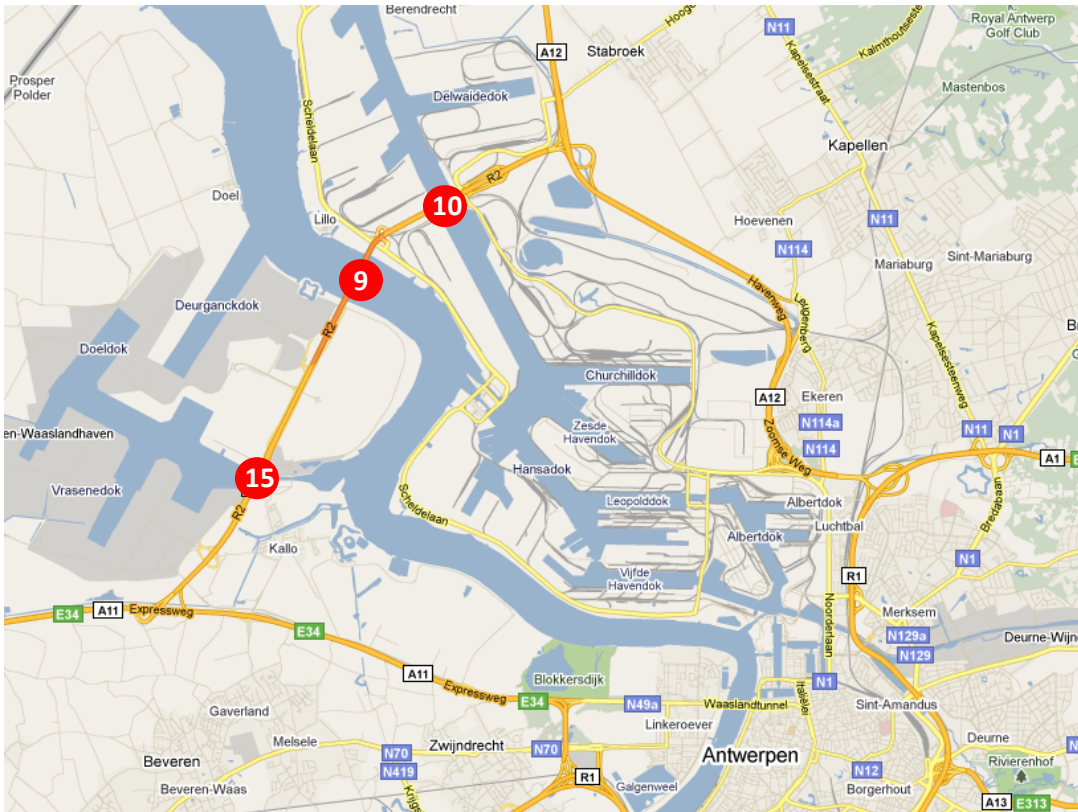 Berendrecht
Royal Antwerp
Golf Club
N11
A12
Stabroek
Kapelsestraat
Kalmthoutseste
Prosper
Polder
Mastenbos
Delwaidedok
Scheldelaan
Kapellen
R2
Doel
10
Lillo
Hoevenen
N11
N114
Mariaburg
Sint-Mariaburg
9
Havenweg
Leugenberg
Deurganckdok
R2
Kapelsesteenweg
Doeldok
Churchilldok
A12
Ekeren
Zesde
Havendok
N114a
N11
N1
en-Waaslandhaven
Zoomse Weg
N114
A1
Hansadok
15
Vrasenedok
Scheldelaan
Leopolddok
Albertdok
Bredabaan
R2
Luchtbal
Kallo
Albertdok
N1
Vijfde
Havendok
R1
E34
A11
Expressweg
Noorderlaan
Merksem
E34
N129a
Deurne-Wijne
N129
A11
Blokkersdijk
N1
Expressweg
E34
N49a
Waaslandtunnel
Italiëlei
Sint-Amandus
Gaverland
Linkeroever
Melsele
N70
Zwijndrecht
N70
Antwerpen
Deurne
Beveren
N419
Rivierenhof
N12
R1
Galgenweel
Beveren-Waas
Borgerhout
A13
E313